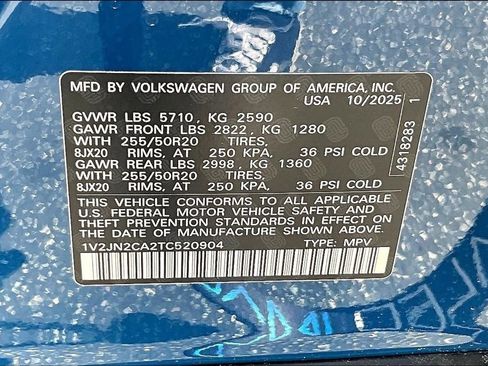 MFD BY VOLKSWAGEN GROUP OF AMERICA, INC.
USA 10/2025
GVWR LBS 5710, KG 2590
GAWR FRONT LBS 2822, KG 1280
WITH 255/50R20 TIRES,
8JX20 RIMS, AT 250 KPA, 36 PSI COLD
GAWR REAR LBS 2998, KG 1360
WITH 255/50R20 TIRES,
8JX20 RIMS, AT 250 KPA, 36 PSI COLD
THIS VEHICLE CONFORMS TO ALL APPLICABLE
U.S. FEDERAL MOTOR VEHICLE SAFETY AND
THEFT PREVENTION STANDARDS IN EFFECT ON THE
DATE OF MANUFACTURE SHOWN ABOVE.
1V2JN2CA2TC520904 TYPE: MPV
4318283 1